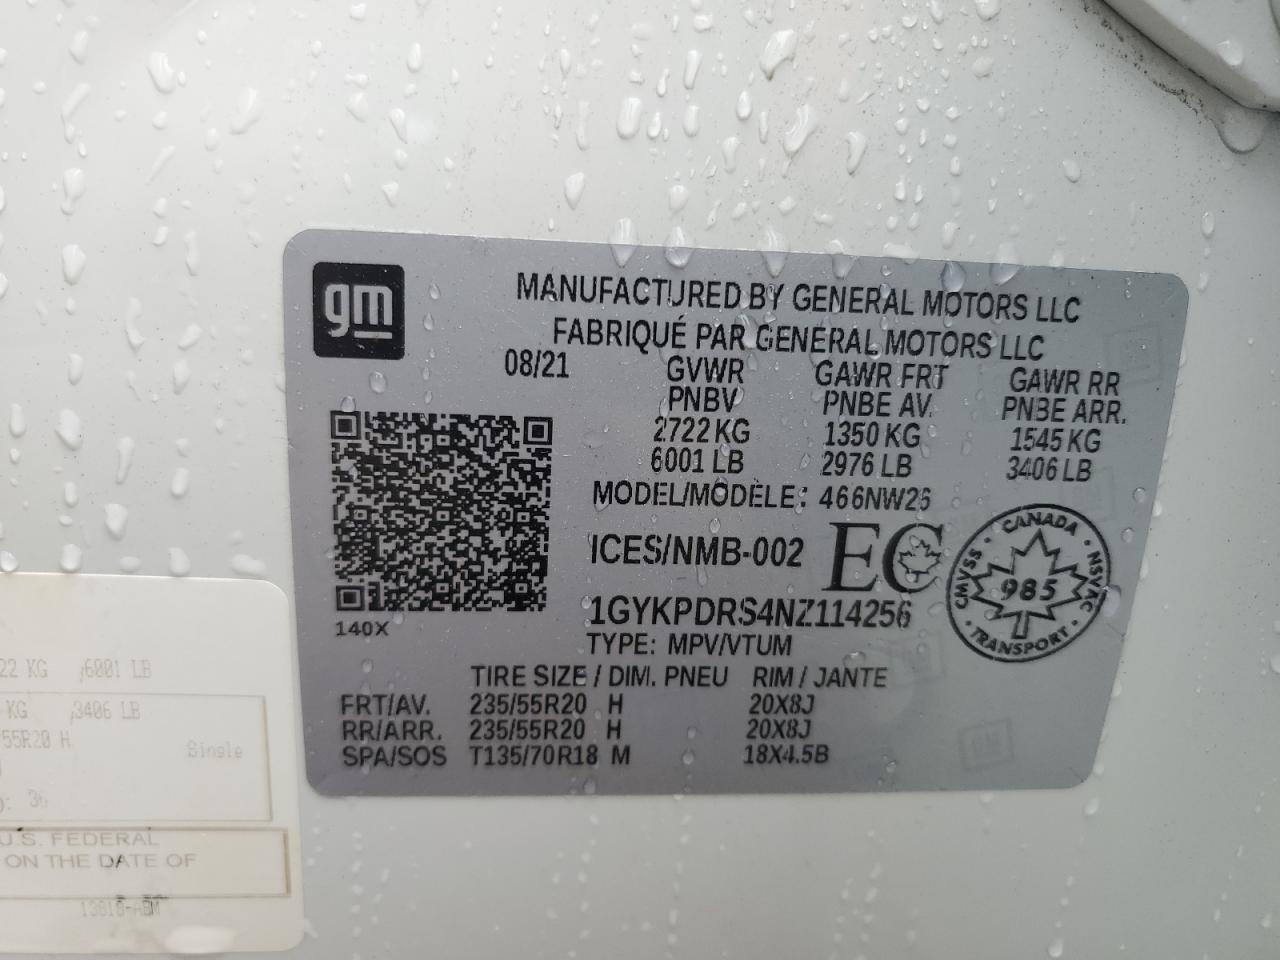 gm
MANUFACTURED BY GENERAL MOTORS LLC
FABRIQUÉ PAR GENERAL MOTORS LLC
08/21 GVWR GAWR FRT GAWR RR
PNBV PNBE AV. PNBE ARR.
2722 KG 1350 KG 1545 KG
6001 LB 2976 LB 3406 LB
MODEL/MODÈLE: 466NW26
ICES/NMB-002 EC
CANADA
CMVSS 985 NSVAC
TRANSPORT
140X
1GYKPDRS4NZ114256
TYPE: MPV/VTUM
TIRE SIZE / DIM. PNEU RIM / JANTE
FRT/AV. 235/55R20 H 20X8J
RR/ARR. 235/55R20 H 20X8J
SPA/SOS T135/70R18 M 18X4.5B
22 KG /6001 LB
KG /3406 LB
55R20 H Single
: 36
U.S. FEDERAL
ON THE DATE OF